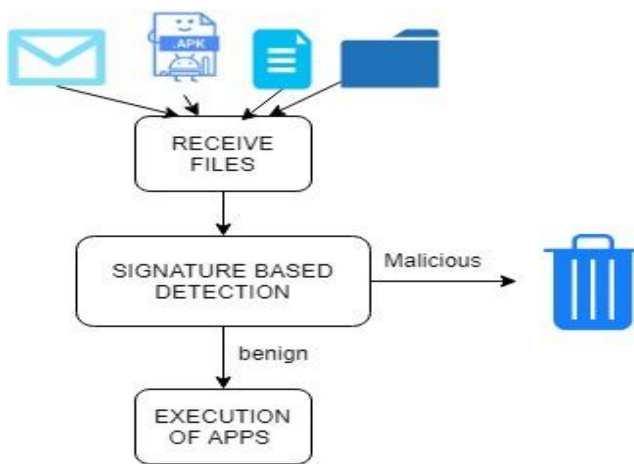 .APK
RECEIVE
FILES
SIGNATURE BASED
DETECTION
Malicious
benign
EXECUTION
OF APPS